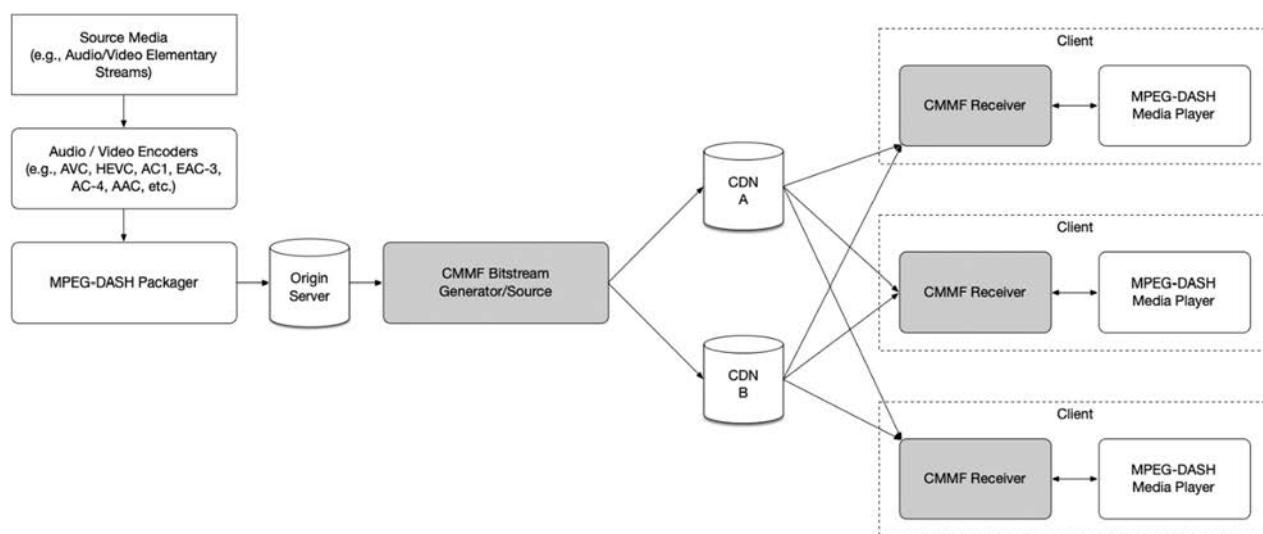 Source Media
(e.g., Audio/Video Elementary
Streams)
Audio / Video Encoders
(e.g., AVC, HEVC, AC1, EAC-3,
AC-4, AAC, etc.)
MPEG-DASH Packager
Origin
Server
CMMF Bitstream
Generator/Source
CDN
A
CDN
B
Client
CMMF Receiver
MPEG-DASH
Media Player
Client
CMMF Receiver
MPEG-DASH
Media Player
Client
CMMF Receiver
MPEG-DASH
Media Player